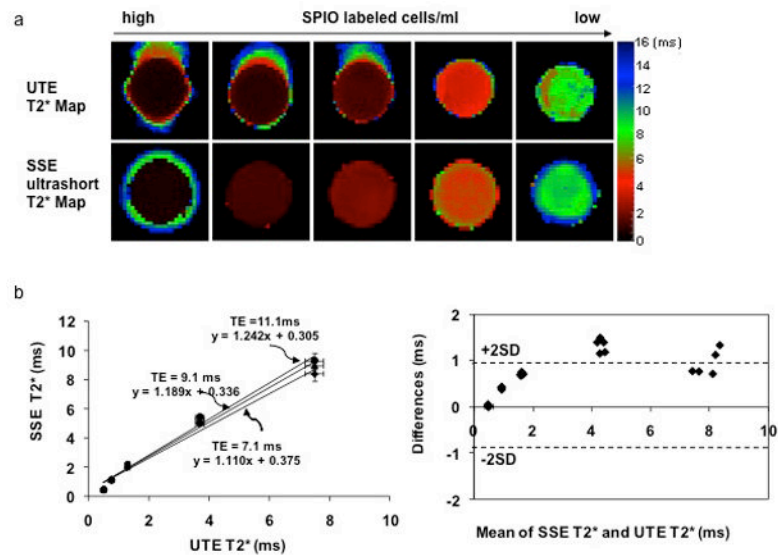 a
high SPIO labeled cells/ml low
UTE
T2* Map
SSE
ultrashort
T2* Map
16 (ms)
14
12
10
8
6
4
2
0
b
12
10
8
6
4
2
0
SSE T2* (ms)
TE =11.1ms
y = 1.242x + 0.305
TE = 9.1 ms
y = 1.189x + 0.336
TE = 7.1 ms
y = 1.110x + 0.375
0 2 4 6 8 10
UTE T2* (ms)
2
1
0
-1
-2
Differences (ms)
+2SD
-2SD
2 4 6 8 10
Mean of SSE T2* and UTE T2* (ms)